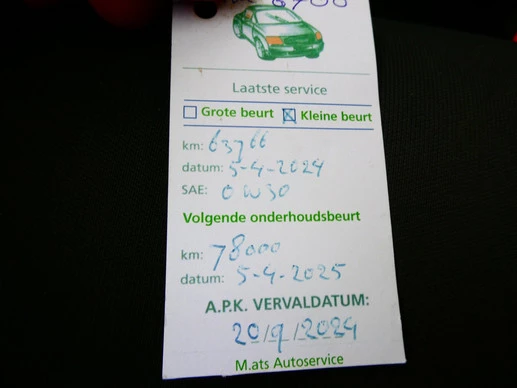 Laatste service
Grote beurt Kleine beurt
km: 63766
datum: 5-4-2024
SAE: 0W30
Volgende onderhoudsbeurt
km: 78000
datum: 5-4-2025
A.P.K. VERVALDATUM:
20/9/2024
M.ats Autoservice